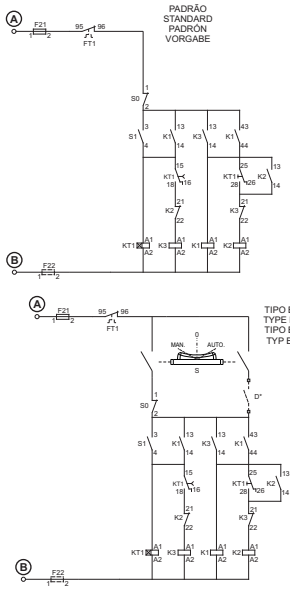 PADRÃO
STANDARD
PADRÓN
VORGABE
A
F21
1 2
95 96
FT1
1
S0
2
3 13 13 43
S1 K1 K3 K1
4 14 14 44
15 25 13
KT1 KT1 K2
18 16 28 26 14
21 21
K2 K3
22 22
A1 A1 A1 A1
KT1 K3 K1 K2
A2 A2 A2 A2
B
F22
1 2
A
F21
1 2
95 96
FT1
TIPO E
TYPE
TIPO E
TYP E
0
MAN. AUTO.
S
D*
1
S0
2
3 13 13 43
S1 K1 K3 K1
4 14 14 44
15 25 13
KT1 KT1 K2
18 16 28 26 14
21 21
K2 K3
22 22
A1 A1 A1 A1
KT1 K3 K1 K2
A2 A2 A2 A2
B
F22
1 2